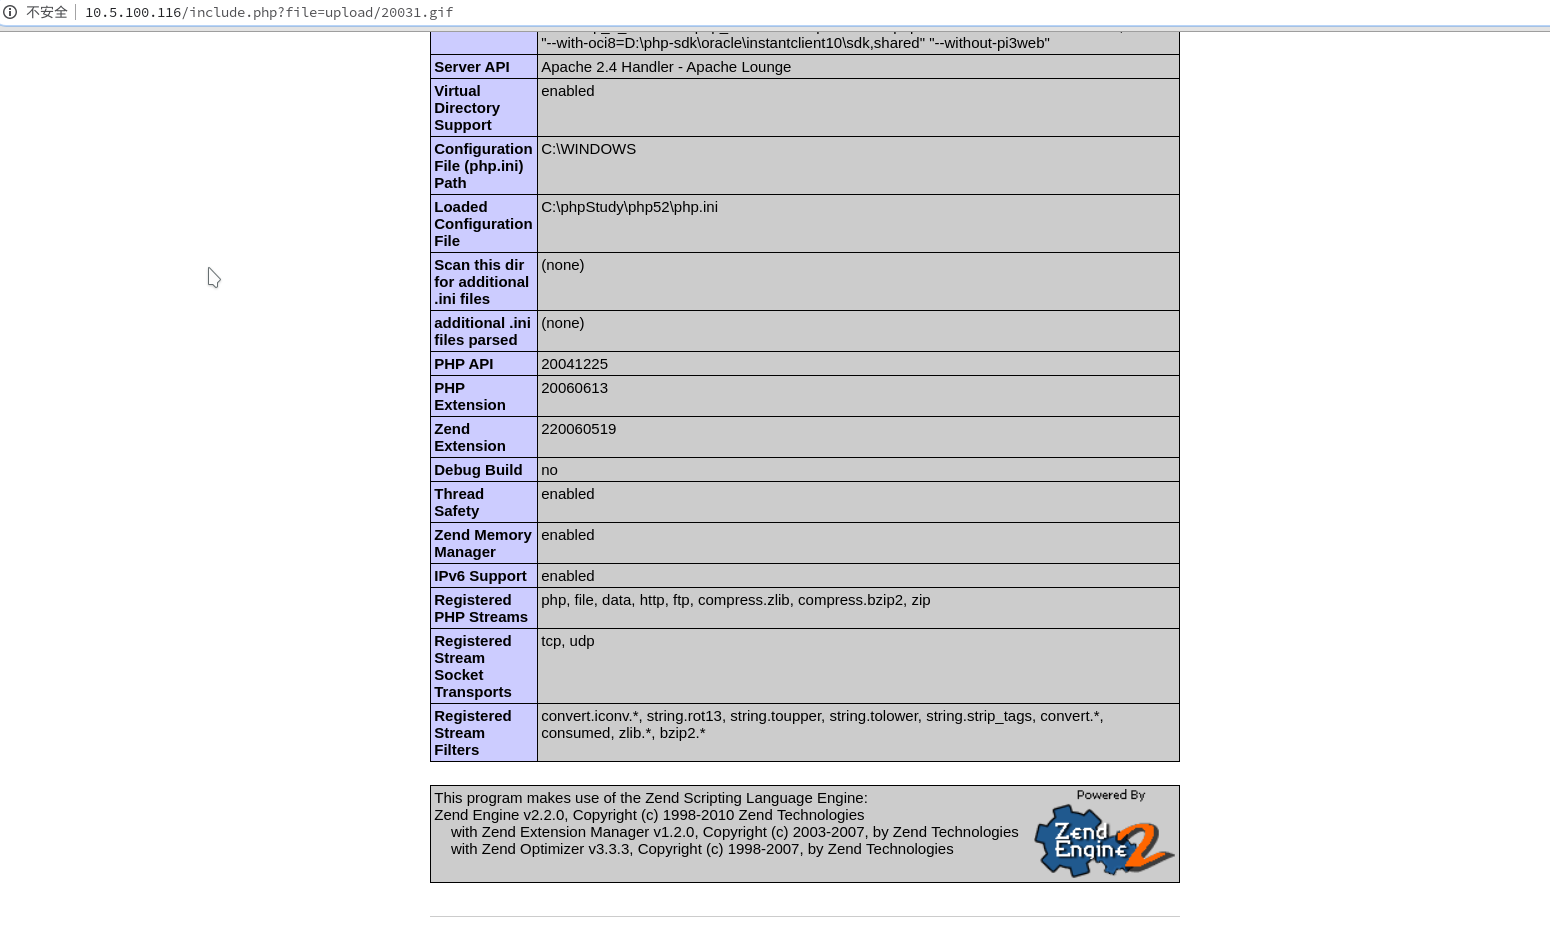 不安全 10.5.100.116/include.php?file=upload/20031.gif
"--with-oci8=D:\php-sdk\oracle\instantclient10\sdk,shared" "--without-pi3web"
Server API Apache 2.4 Handler - Apache Lounge
Virtual enabled
Directory
Support
Configuration C:\WINDOWS
File (php.ini)
Path
Loaded C:\phpStudy\php52\php.ini
Configuration
File
Scan this dir (none)
for additional
.ini files
additional .ini (none)
files parsed
PHP API 20041225
PHP 20060613
Extension
Zend 220060519
Extension
Debug Build no
Thread enabled
Safety
Zend Memory enabled
Manager
IPv6 Support enabled
Registered php, file, data, http, ftp, compress.zlib, compress.bzip2, zip
PHP Streams
Registered tcp, udp
Stream
Socket
Transports
Registered convert.iconv.*, string.rot13, string.toupper, string.tolower, string.strip_tags, convert.*,
Stream consumed, zlib.*, bzip2.*
Filters
This program makes use of the Zend Scripting Language Engine:
Zend Engine v2.2.0, Copyright (c) 1998-2010 Zend Technologies
with Zend Extension Manager v1.2.0, Copyright (c) 2003-2007, by Zend Technologies
with Zend Optimizer v3.3.3, Copyright (c) 1998-2007, by Zend Technologies
Powered By
Zend
Engine 2